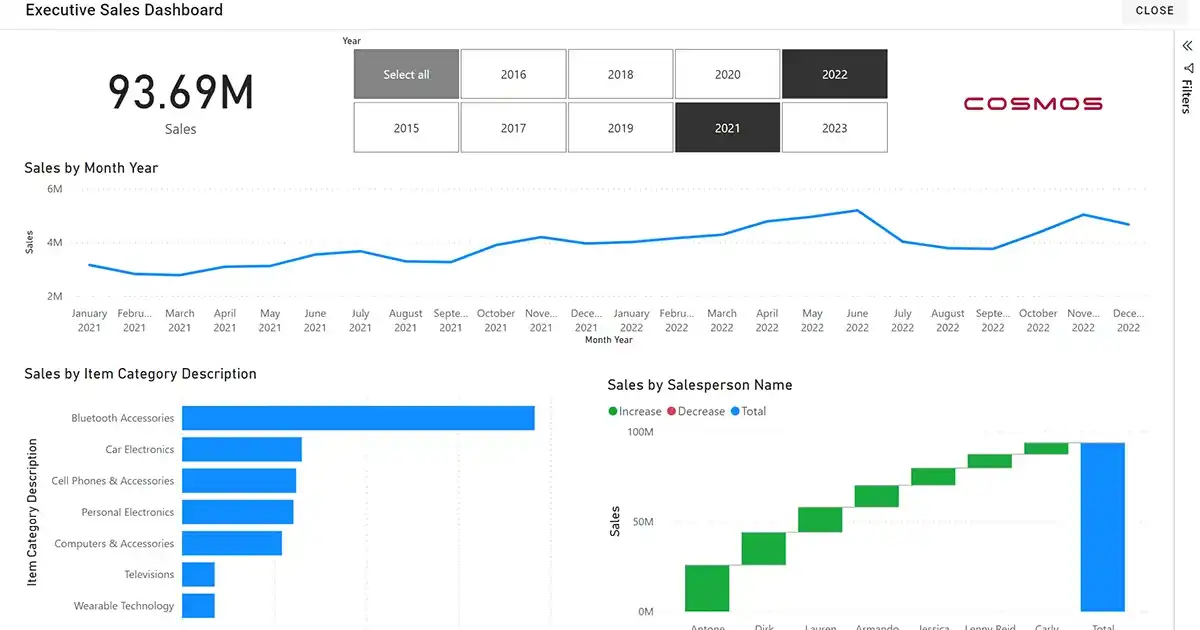 Executive Sales Dashboard
CLOSE
93.69M
Sales
Year
Select all 2016 2018 2020 2022
2015 2017 2019 2021 2023
COSMOS
Filters
Sales by Month Year
6M
4M
2M
Sales
January Febru... March April May June July August Septe... October Nove... Dece... January Febru... March April May June July August Septe... October Nove... Dece...
2021 2021 2021 2021 2021 2021 2021 2021 2021 2021 2021 2021 2022 2022 2022 2022 2022 2022 2022 2022 2022 2022 2022 2022
Month Year
Sales by Item Category Description
Item Category Description
Bluetooth Accessories
Car Electronics
Cell Phones & Accessories
Personal Electronics
Computers & Accessories
Televisions
Wearable Technology
Sales by Salesperson Name
Increase Decrease Total
100M
50M
0M
Sales
Antone Dirk Lauren Armando Jessica Lenny Reid Carly Total